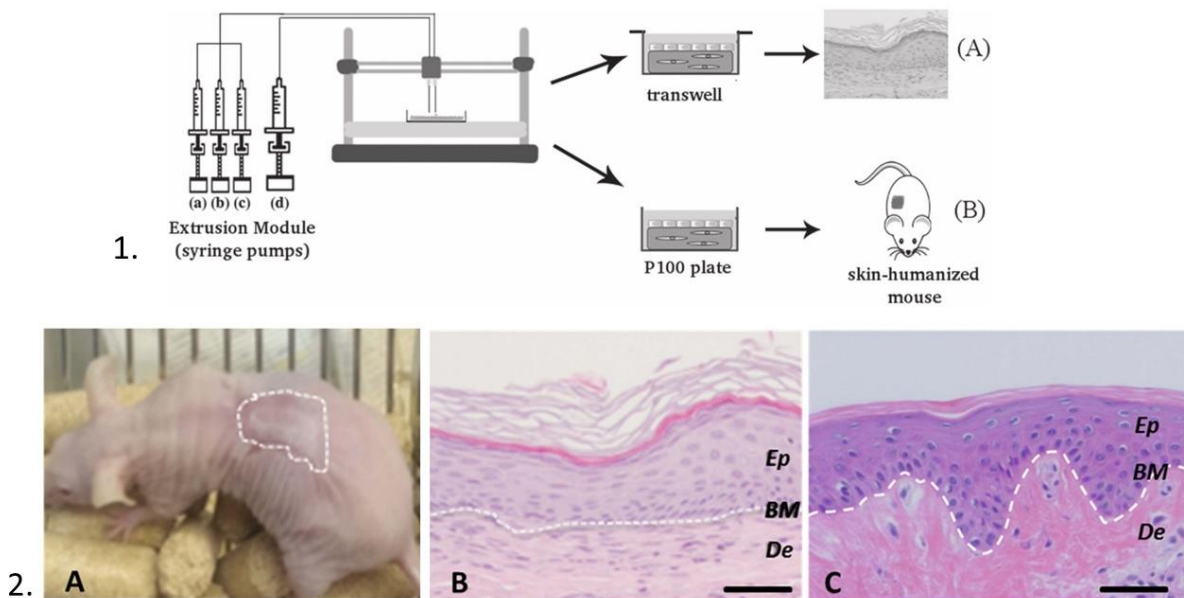 transwell
(A)
(a) (b) (c) (d)
Extrusion Module
(syringe pumps)
1.
P100 plate
(B)
skin-humanized
mouse
2.
A
Ep
BM
De
B
Ep
BM
De
C